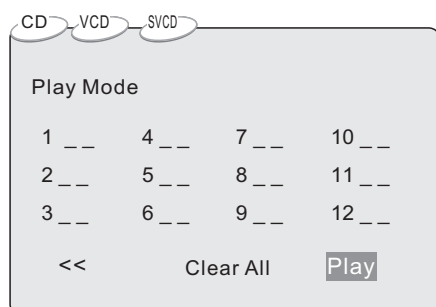 CD VCD SVCD
Play Mode
1 _ _ 4 _ _ 7 _ _ 10 _ _
2 _ _ 5 _ _ 8 _ _ 11 _ _
3 _ _ 6 _ _ 9 _ _ 12 _ _
<< Clear All Play